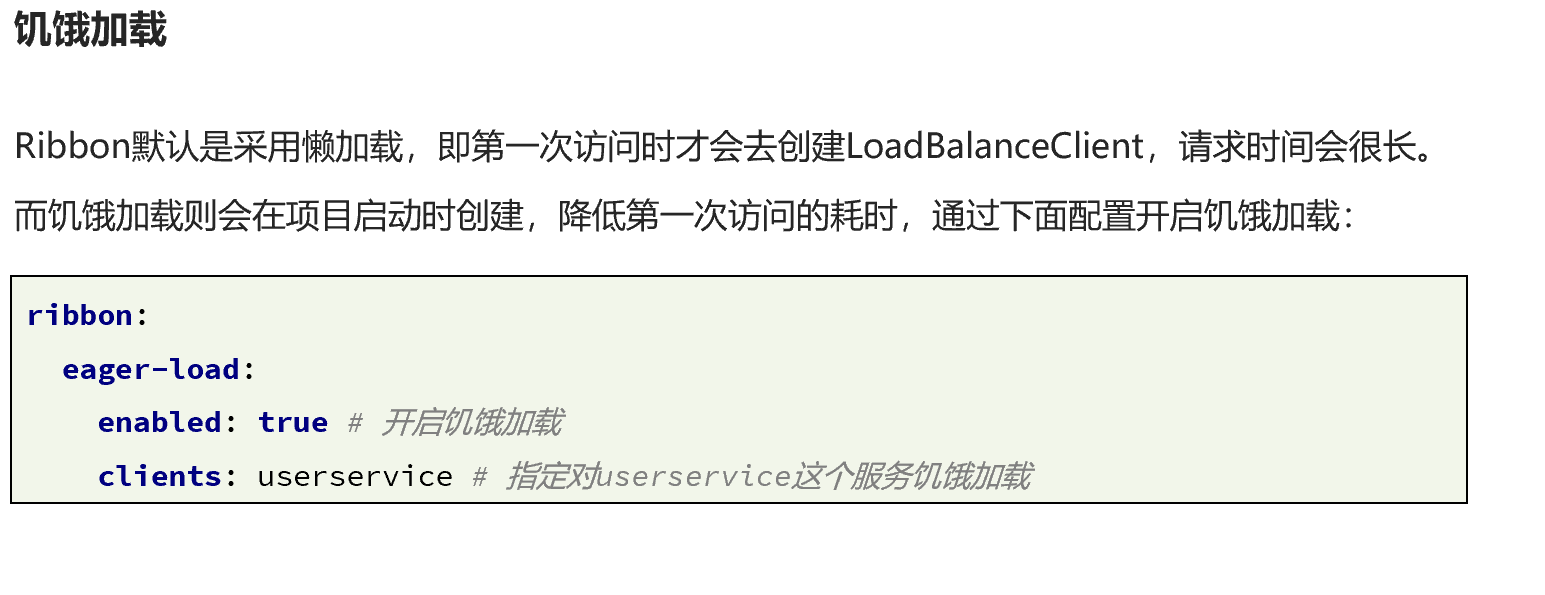 饥饿加载
Ribbon默认是采用懒加载，即第一次访问时才会去创建LoadBalanceClient，请求时间会很长。
而饥饿加载则会在项目启动时创建，降低第一次访问的耗时，通过下面配置开启饥饿加载：
ribbon:
  eager-load:
    enabled: true # 开启饥饿加载
    clients: userservice # 指定对userservice这个服务饥饿加载